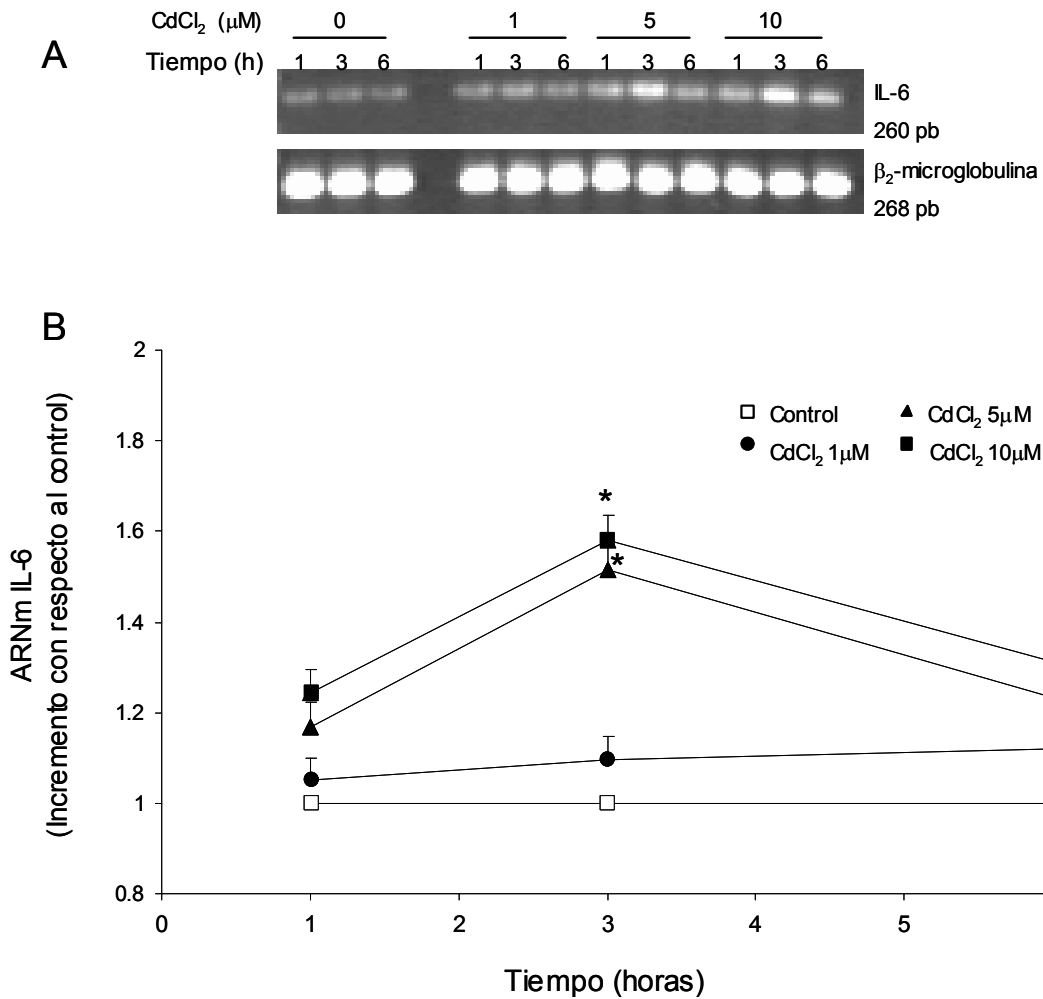 CdCl2 (μM) 0 1 5 10
A
Tiempo (h) 1 3 6 1 3 6 1 3 6 1 3 6
IL-6
260 pb
β2-microglobulina
268 pb
B
2
1.8
1.6
1.4
1.2
1
0.8
ARNm IL-6
(Incremento con respecto al control)
Control
CdCl2 5μM
CdCl2 1μM
CdCl2 10μM
*
*
0 1 2 3 4 5
Tiempo (horas)